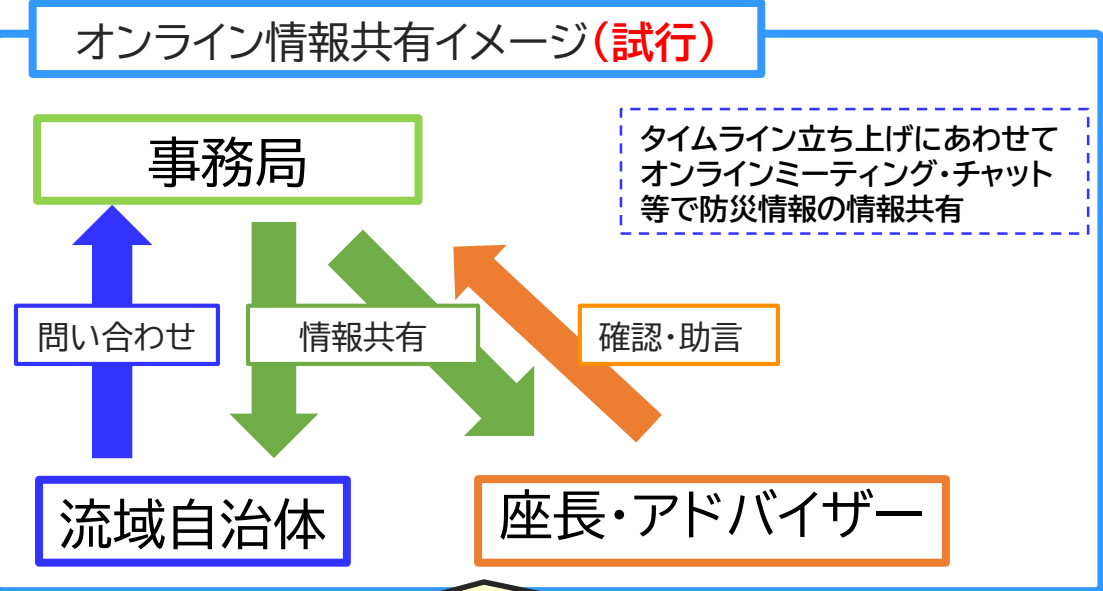 オンライン情報共有イメージ(試行)
事務局
タイムライン立ち上げにあわせて
オンラインミーティング・チャット
等で防災情報の情報共有
問い合わせ
情報共有
確認・助言
流域自治体
座長・アドバイザー